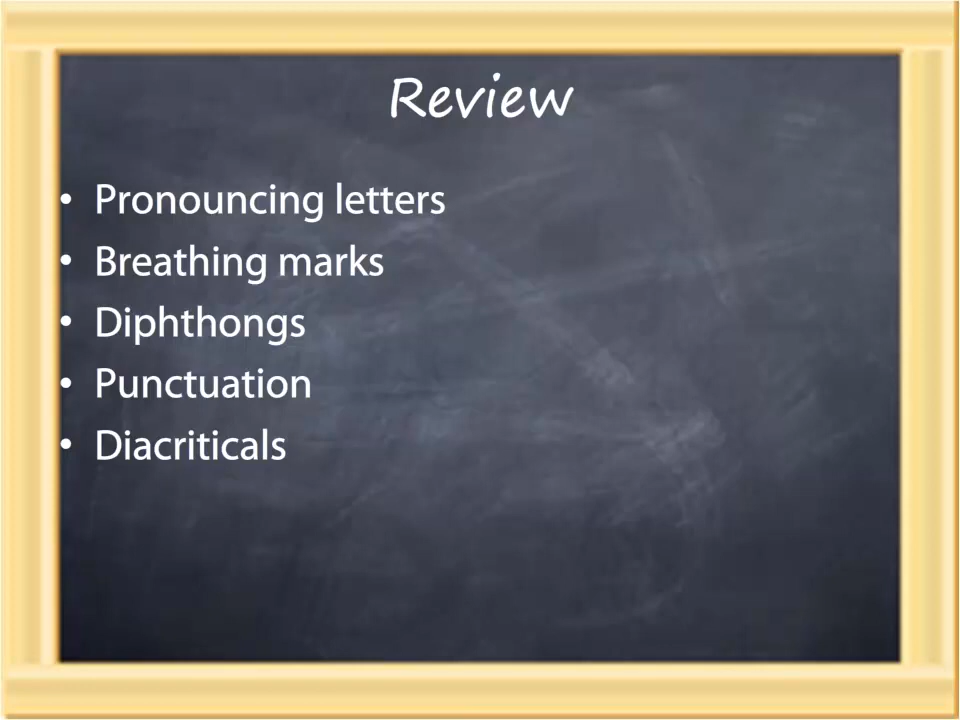 Review
• Pronouncing letters
• Breathing marks
• Diphthongs
• Punctuation
• Diacriticals